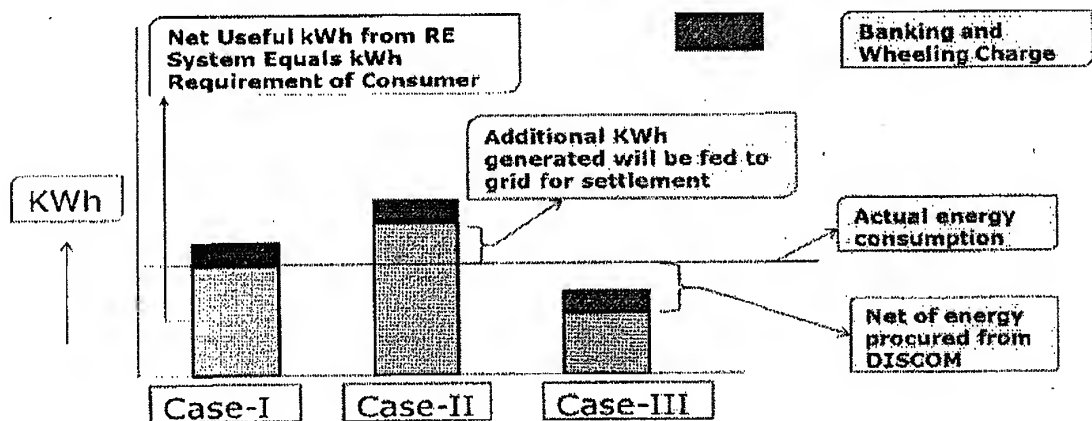 Net Useful kWh from RE
System Equals kWh
Requirement of Consumer
Banking and
Wheeling Charge
Additional KWh
generated will be fed to
grid for settlement
KWh
Actual energy
consumption
Net of energy
procured from
DISCOM
Case-I
Case-II
Case-III